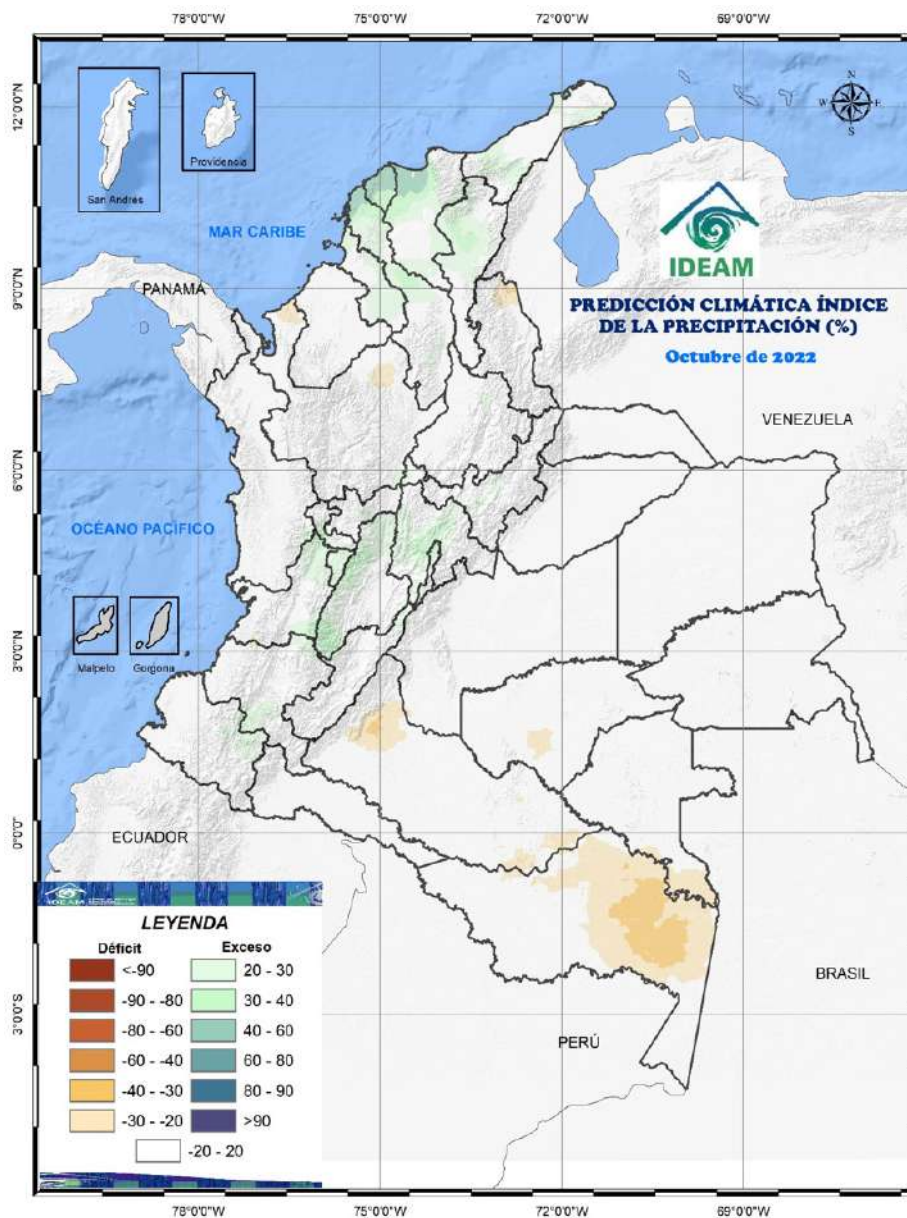 78°0'0"W 75°0'0"W 72°0'0"W 69°0'0"W
12°0'0"N
9°0'0"N
6°0'0"N
3°0'0"N
0°0'0"
3°0'0"S
N
W E
S
San Andrés
Providencia
MAR CARIBE
IDEAM
PANAMÁ
PREDICCIÓN CLIMÁTICA ÍNDICE
DE LA PRECIPITACIÓN (%)
Octubre de 2022
VENEZUELA
OCÉANO PACÍFICO
Malpelo
Gorgona
ECUADOR
BRASIL
PERÚ
IDEAM
LEYENDA
Déficit Exceso
<-90 20 - 30
-90 - -80 30 - 40
-80 - -60 40 - 60
-60 - -40 60 - 80
-40 - -30 80 - 90
-30 - -20 >90
-20 - 20
78°0'0"W 75°0'0"W 72°0'0"W 69°0'0"W